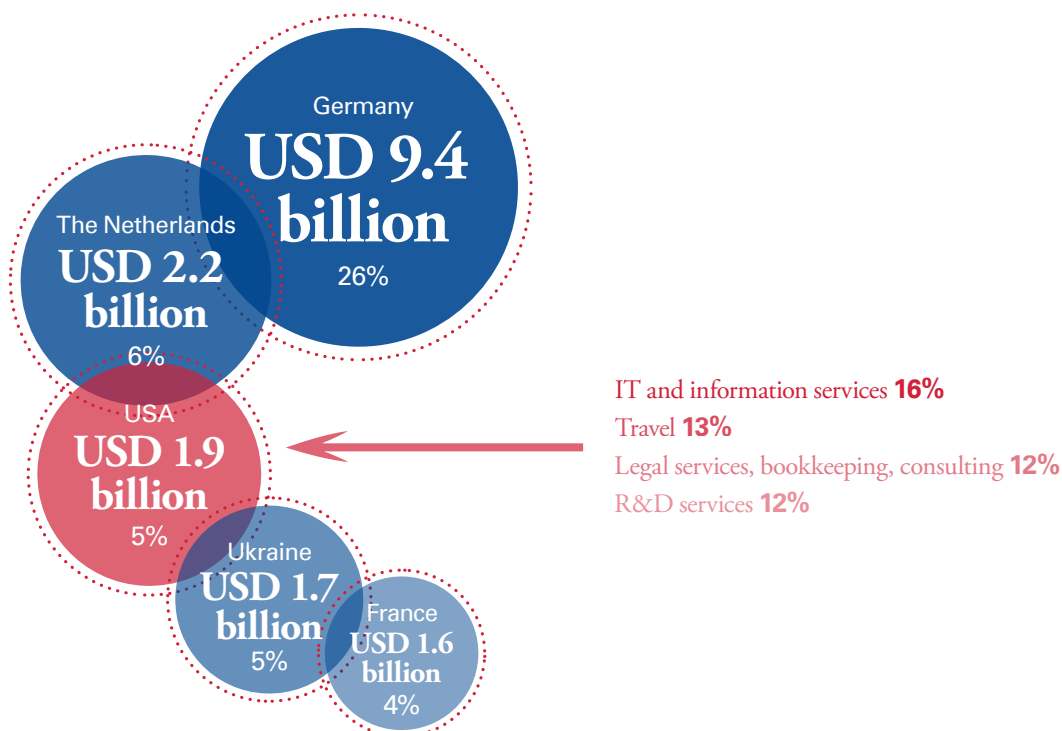 Germany
USD 9.4
billion
26%
The Netherlands
USD 2.2
billion
6%
USA
USD 1.9
billion
5%
Ukraine
USD 1.7
billion
5%
France
USD 1.6
billion
4%
IT and information services 16%
Travel 13%
Legal services, bookkeeping, consulting 12%
R&D services 12%